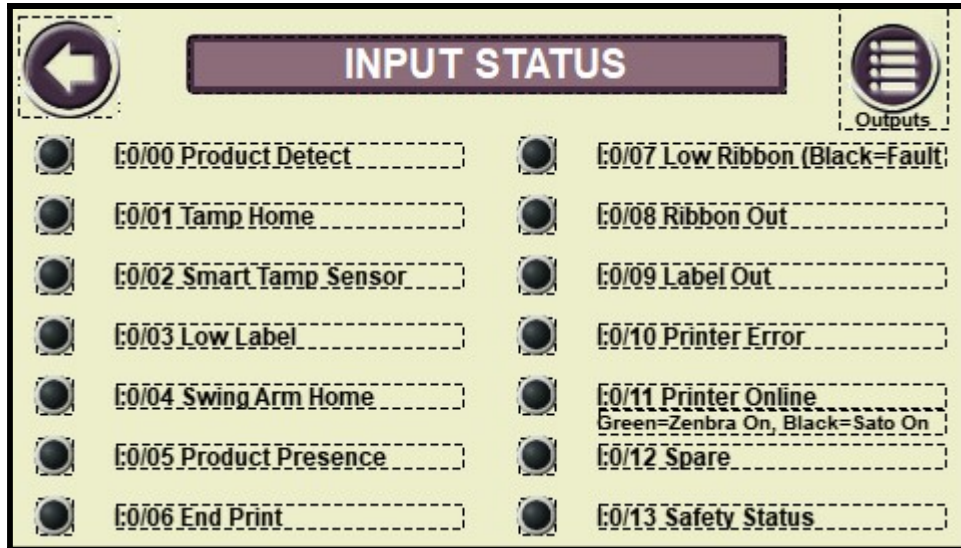 INPUT STATUS
Outputs
I:0/00 Product Detect
I:0/01 Tamp Home
I:0/02 Smart Tamp Sensor
I:0/03 Low Label
I:0/04 Swing Arm Home
I:0/05 Product Presence
I:0/06 End Print
I:0/07 Low Ribbon (Black=Fault
I:0/08 Ribbon Out
I:0/09 Label Out
I:0/10 Printer Error
I:0/11 Printer Online
Green=Zenbra On, Black=Sato On
I:0/12 Spare
I:0/13 Safety Status